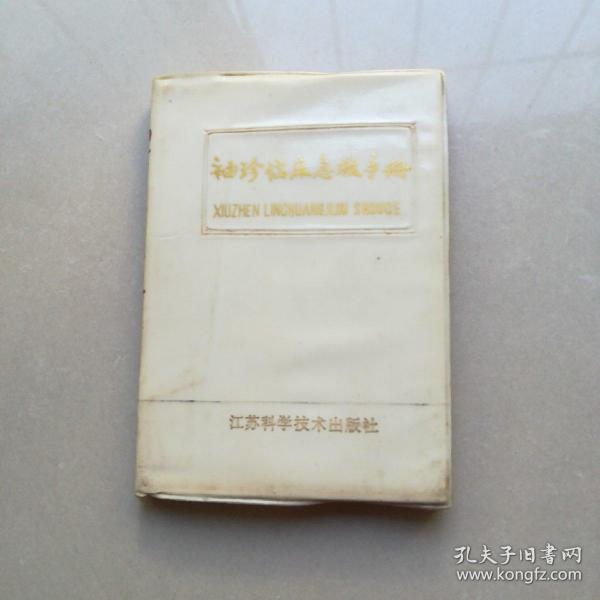 袖珍临床急救手册
XIUZHEN LINCHUANGJIJIU SHOUCE
江苏科学技术出版社
孔夫子旧書网
www.kongfz.com